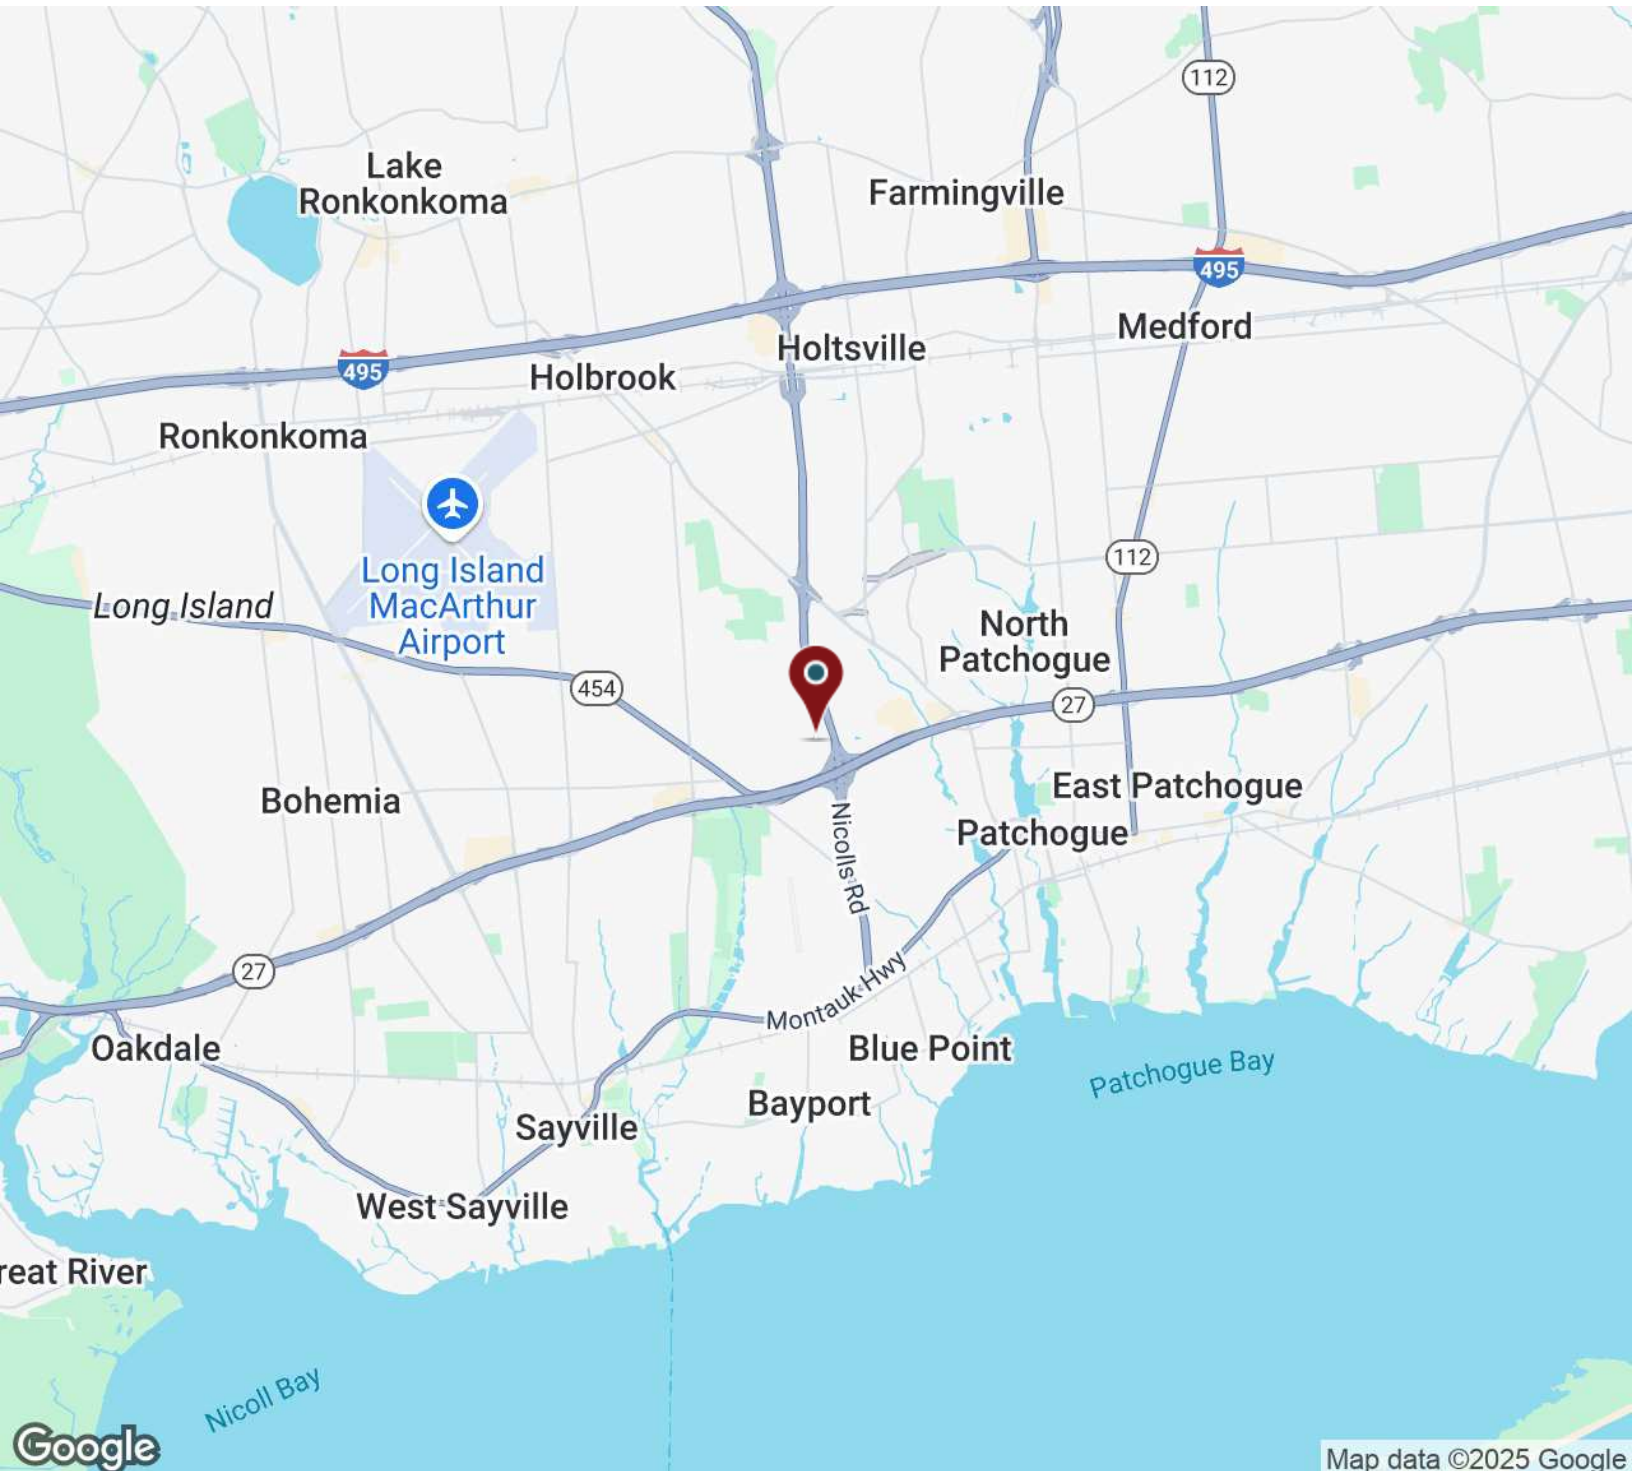 112
Lake
Ronkonkoma
Farmingville
495
Medford
Holtsville
495
Holbrook
Ronkonkoma
Long Island
MacArthur
Airport
112
Long Island
North
Patchogue
454
27
East Patchogue
Bohemia
Patchogue
Nicolls Rd
27
Montauk Hwy
Oakdale
Blue Point
Patchogue Bay
Bayport
Sayville
West Sayville
reat River
Nicoll Bay
Google
Map data ©2025 Google